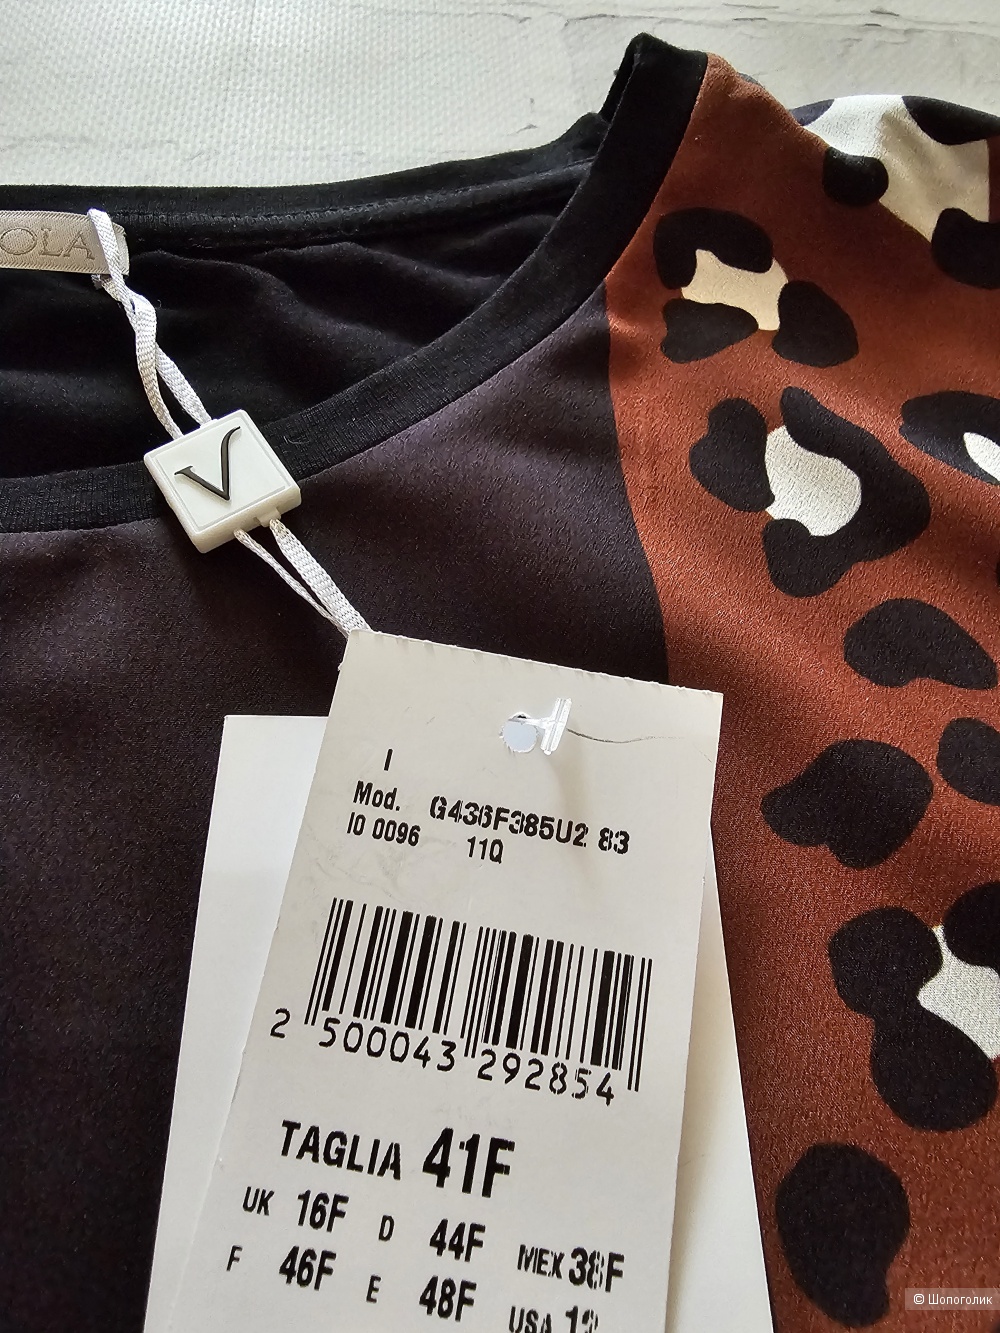 OLA
V
I
Mod. G436F385U2 83
I0 0096 11Q
2 500043 292854
TAGLIA 41F
UK 16F D 44F MEX 38F
F 46F E 48F USA
© Шопоголик